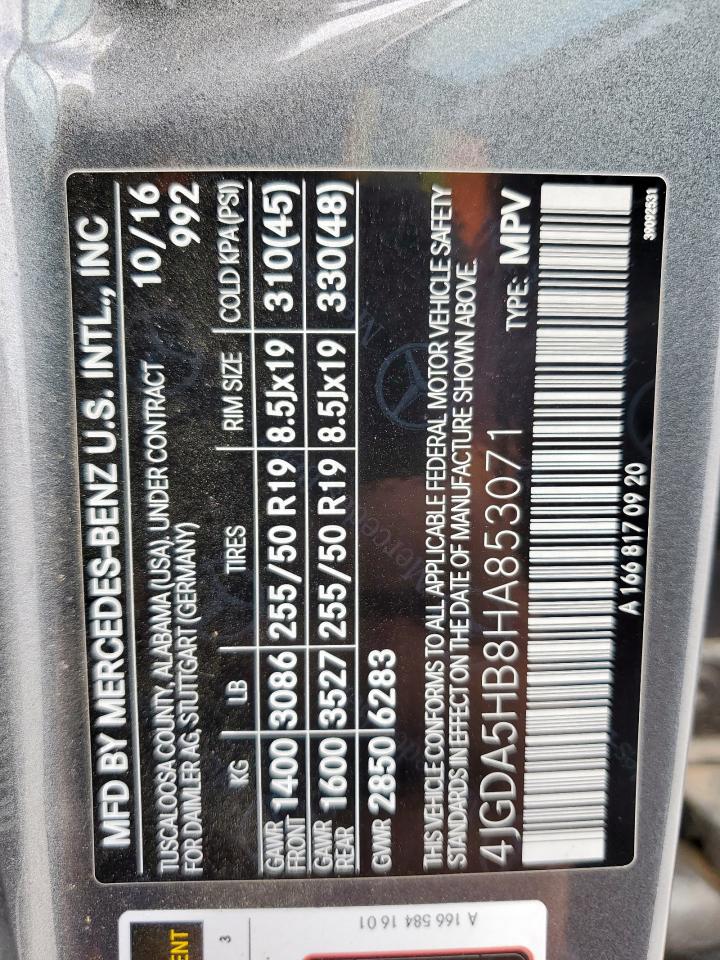 MFD BY MERCEDES-BENZ U.S. INTL., INC
TUSCALOOSA COUNTY, ALABAMA (USA), UNDER CONTRACT 10/16
FOR DAIMLER AG, STUTTGART (GERMANY) 992
KG LB TIRES RIM SIZE COLD KPA(PSI)
GAWR FRONT 1400 3086 255/50 R19 8.5Jx19 310(45)
GAWR REAR 1600 3527 255/50 R19 8.5Jx19 330(48)
GVWR 2850 6283
THIS VEHICLE CONFORMS TO ALL APPLICABLE FEDERAL MOTOR VEHICLE SAFETY
STANDARDS IN EFFECT ON THE DATE OF MANUFACTURE SHOWN ABOVE.
4JGDA5HB8HA853071 TYPE: MPV
A 166 817 09 20
39092531
A 166 584 16 01
3